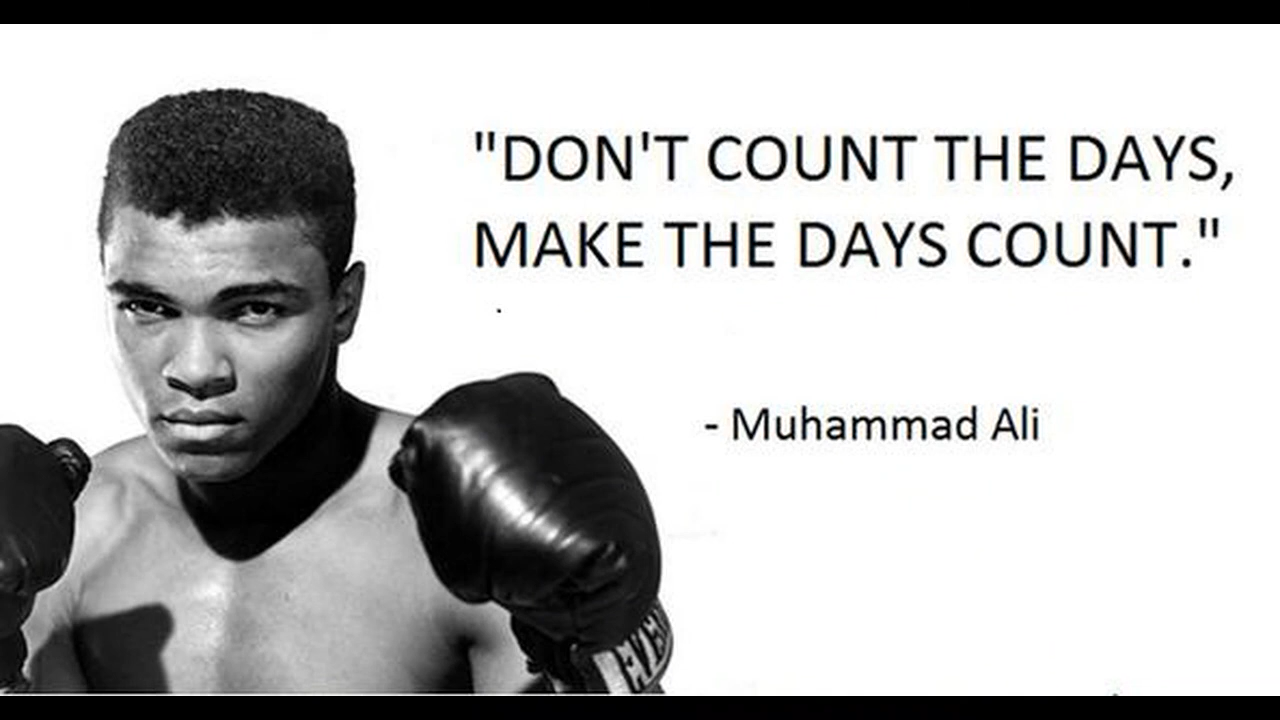 "DON'T COUNT THE DAYS,
MAKE THE DAYS COUNT."
- Muhammad Ali